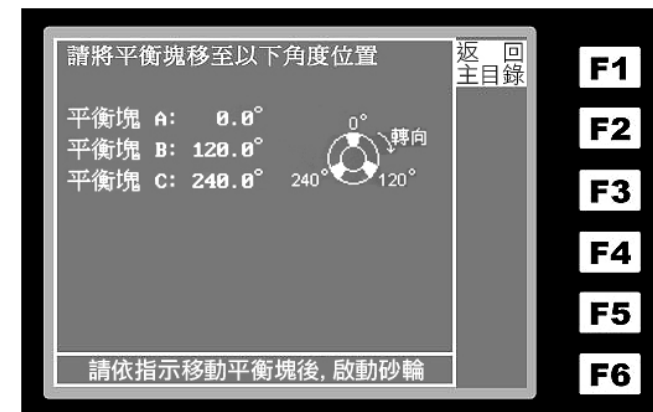 請將平衡塊移至以下角度位置
返 回
主目錄
平衡塊 A: 0.0°
平衡塊 B: 120.0°
平衡塊 C: 240.0°
0°
轉向
240°
120°
請依指示移動平衡塊後, 啟動砂輪
F1
F2
F3
F4
F5
F6